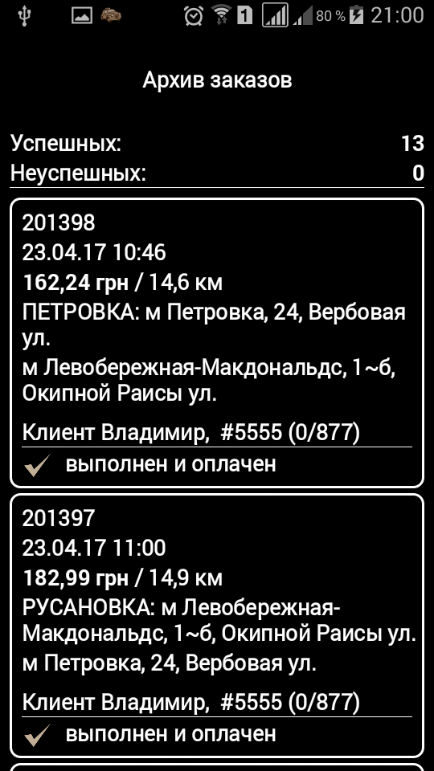 1 80 % 21:00
Архив заказов
Успешных: 13
Неуспешных: 0
201398
23.04.17 10:46
162,24 грн / 14,6 км
ПЕТРОВКА: м Петровка, 24, Вербовая
ул.
м Левобережная-Макдональдс, 1~б,
Окипной Раисы ул.
Клиент Владимир, #5555 (0/877)
выполнен и оплачен
201397
23.04.17 11:00
182,99 грн / 14,9 км
РУСАНОВКА: м Левобережная-
Макдональдс, 1~б, Окипной Раисы ул.
м Петровка, 24, Вербовая ул.
Клиент Владимир, #5555 (0/877)
выполнен и оплачен